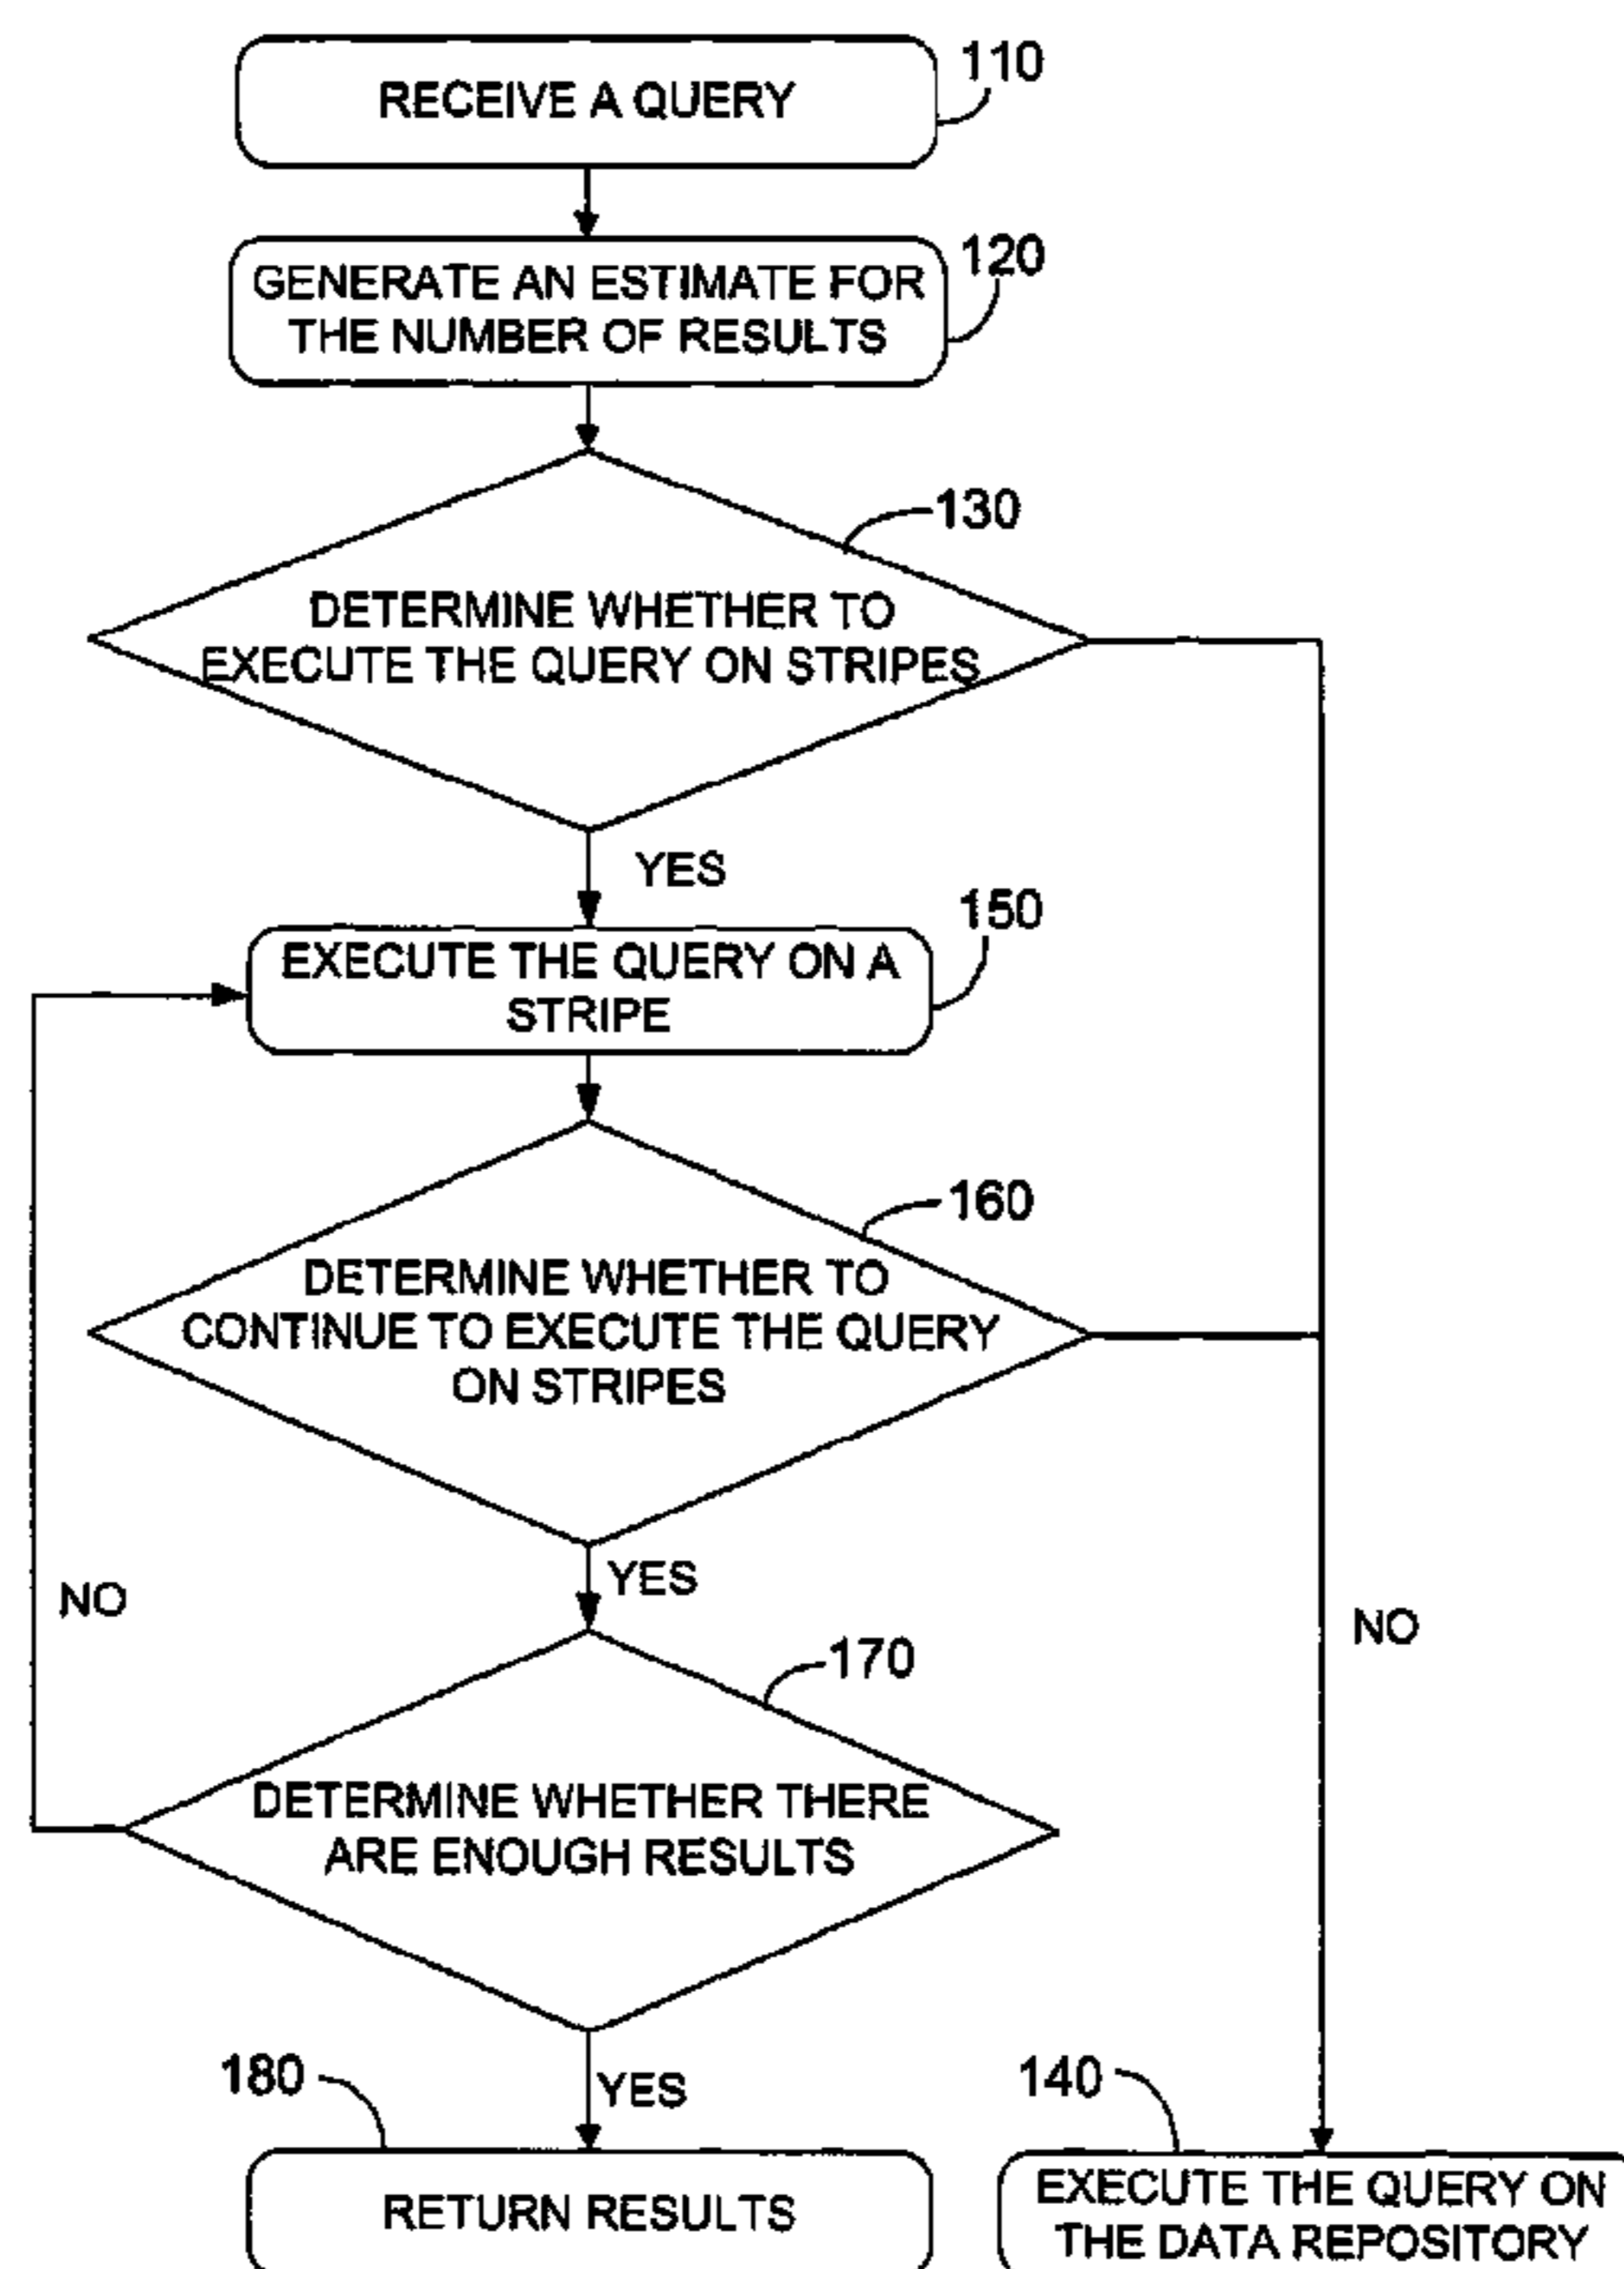 110
RECEIVE A QUERY
120
GENERATE AN ESTIMATE FOR
THE NUMBER OF RESULTS
130
DETERMINE WHETHER TO
EXECUTE THE QUERY ON STRIPES
YES
150
EXECUTE THE QUERY ON A
STRIPE
160
DETERMINE WHETHER TO
CONTINUE TO EXECUTE THE QUERY
ON STRIPES
YES
NO
NO
170
DETERMINE WHETHER THERE
ARE ENOUGH RESULTS
YES
180
RETURN RESULTS
140
EXECUTE THE QUERY ON
THE DATA REPOSITORY